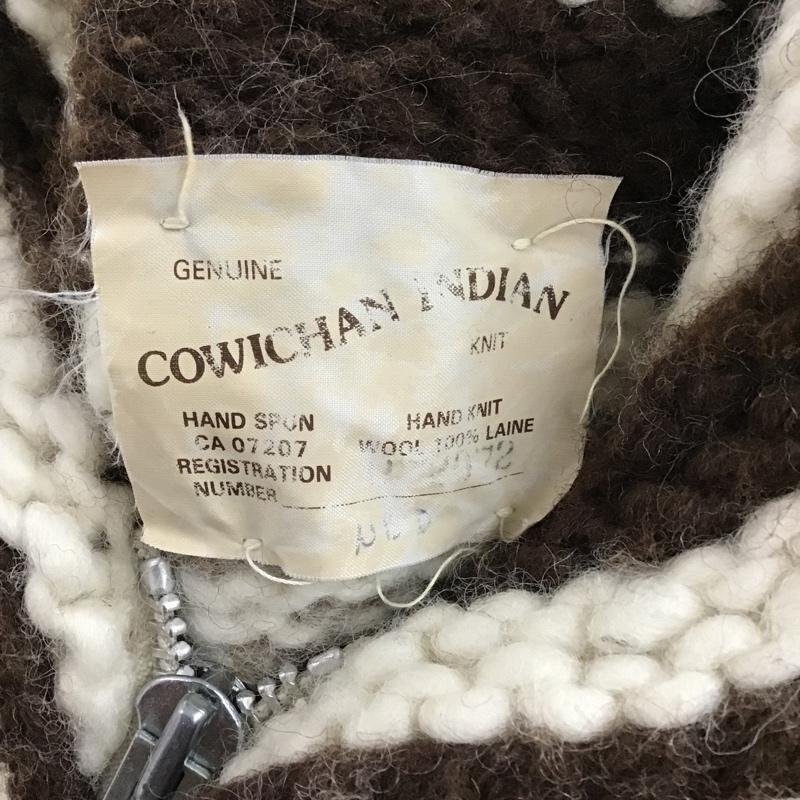 GENUINE
COWICHAN INDIAN
KNIT
HAND SPUN
CA 07207
REGISTRATION
NUMBER
HAND KNIT
WOOL 100% LAINE